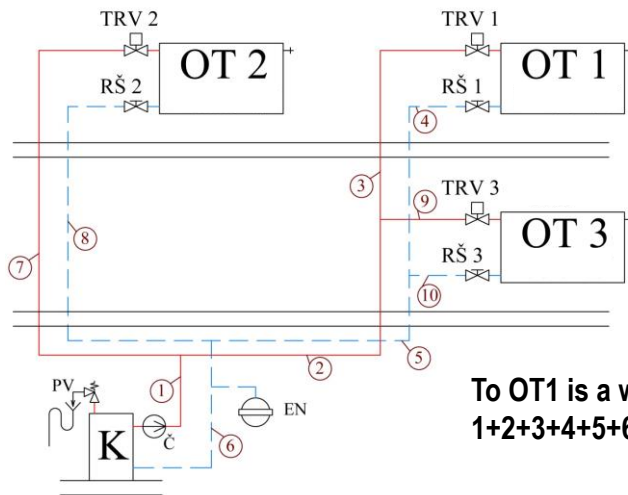 TRV 2
TRV 1
OT 2
OT 1
RŠ 2
RŠ 1
4
3
TRV 3
9
OT 3
8
RŠ 3
7
10
2
5
1
PV
EN
To OT1 is a
Č
K
6
1+2+3+4+5+6